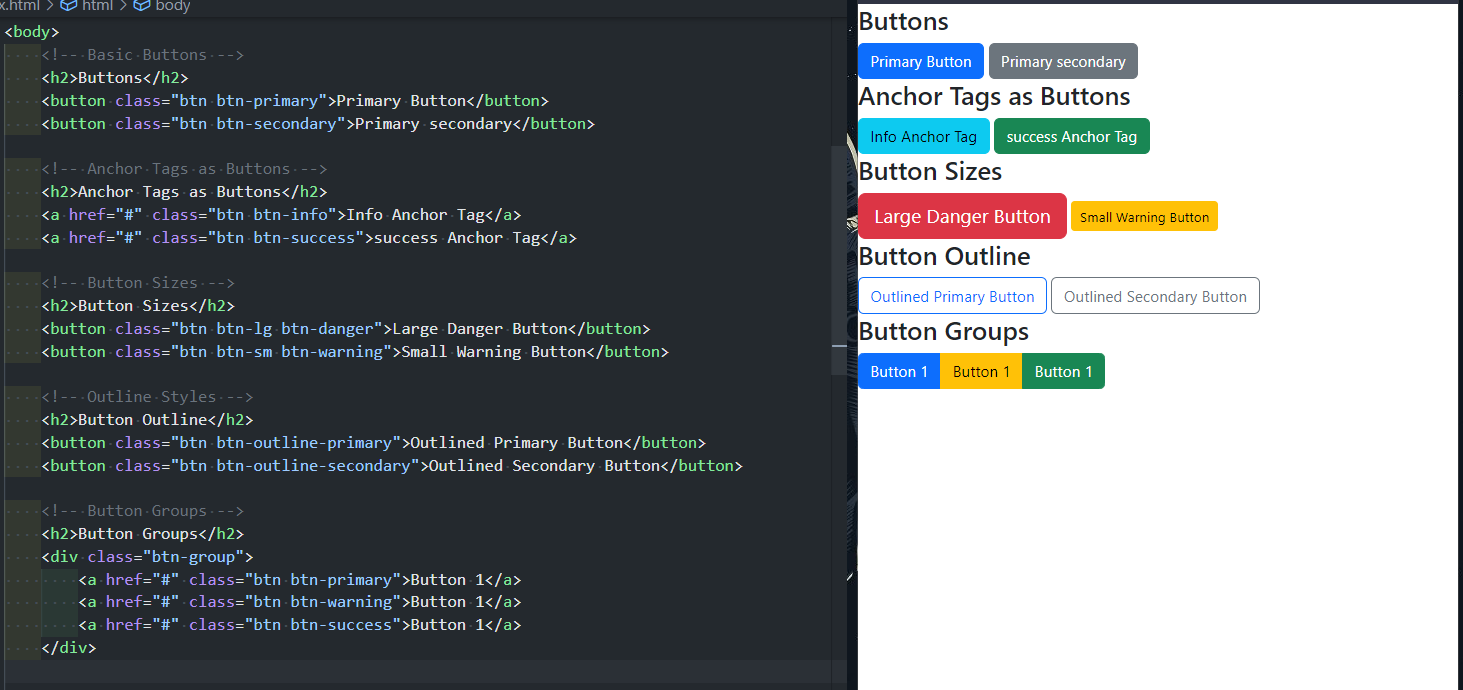 x.html > html > body
<body>
<!-- Basic Buttons -->
<h2>Buttons</h2>
<button class="btn btn-primary">Primary Button</button>
<button class="btn btn-secondary">Primary secondary</button>
<!-- Anchor Tags as Buttons -->
<h2>Anchor Tags as Buttons</h2>
<a href="#" class="btn btn-info">Info Anchor Tag</a>
<a href="#" class="btn btn-success">success Anchor Tag</a>
<!-- Button Sizes -->
<h2>Button Sizes</h2>
<button class="btn btn-lg btn-danger">Large Danger Button</button>
<button class="btn btn-sm btn-warning">Small Warning Button</button>
<!-- Outline Styles -->
<h2>Button Outline</h2>
<button class="btn btn-outline-primary">Outlined Primary Button</button>
<button class="btn btn-outline-secondary">Outlined Secondary Button</button>
<!-- Button Groups -->
<h2>Button Groups</h2>
<div class="btn-group">
<a href="#" class="btn btn-primary">Button 1</a>
<a href="#" class="btn btn-warning">Button 1</a>
<a href="#" class="btn btn-success">Button 1</a>
</div>
Buttons
Primary Button Primary secondary
Anchor Tags as Buttons
Info Anchor Tag success Anchor Tag
Button Sizes
Large Danger Button Small Warning Button
Button Outline
Outlined Primary Button Outlined Secondary Button
Button Groups
Button 1 Button 1 Button 1